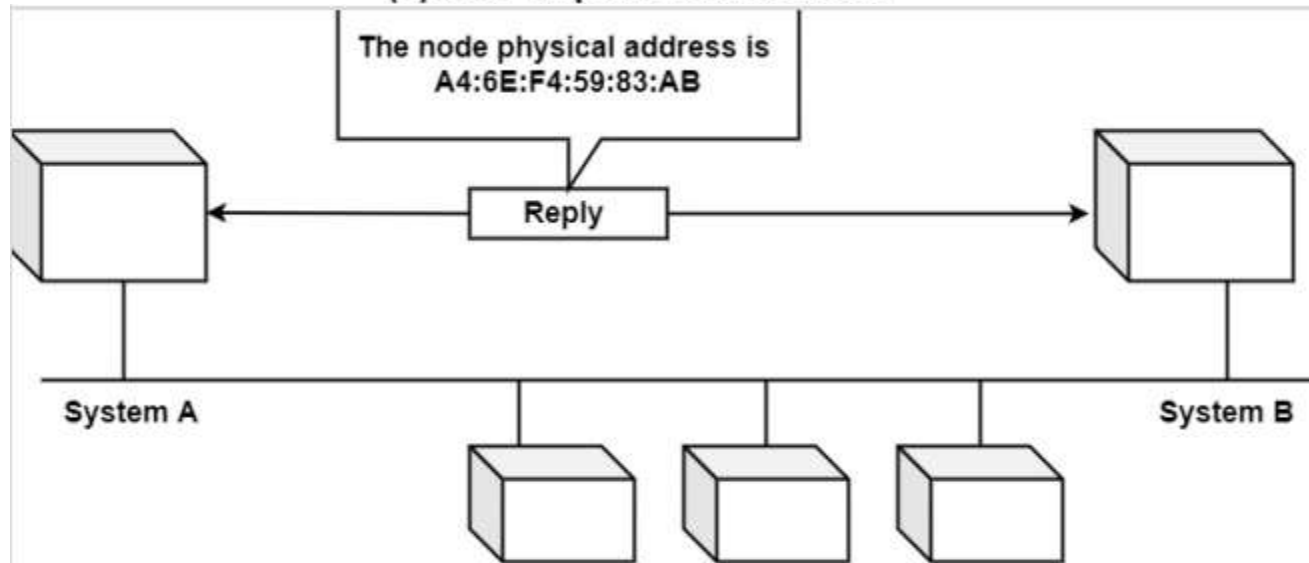 The node physical address is
A4:6E:F4:59:83:AB
Reply
System A
System B